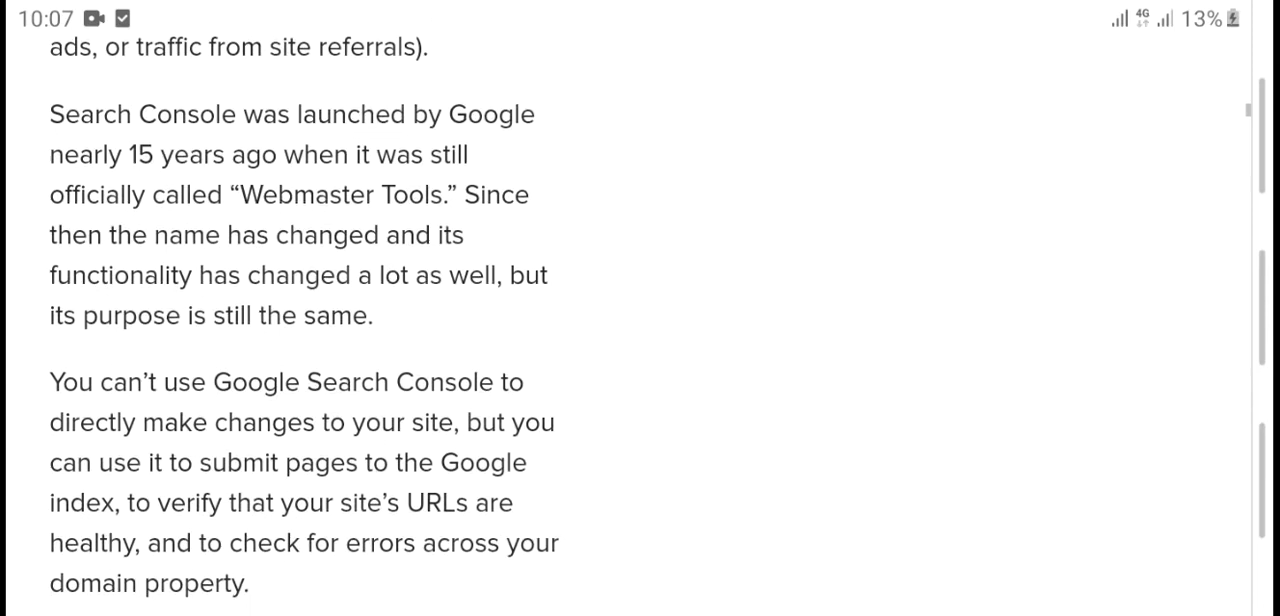 10:07
4G
13%
ads, or traffic from site referrals).
Search Console was launched by Google
nearly 15 years ago when it was still
officially called “Webmaster Tools.” Since
then the name has changed and its
functionality has changed a lot as well, but
its purpose is still the same.
You can’t use Google Search Console to
directly make changes to your site, but you
can use it to submit pages to the Google
index, to verify that your site’s URLs are
healthy, and to check for errors across your
domain property.